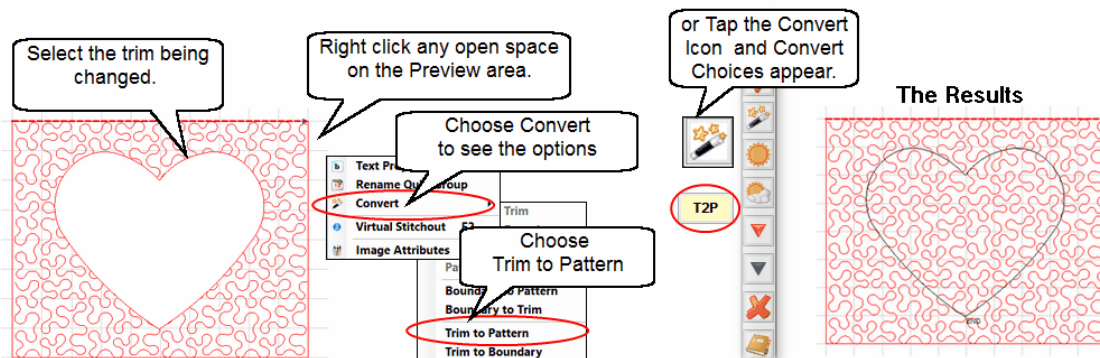 Select the trim being
changed.
Right click any open space
on the Preview area.
Choose Convert
to see the options
b Text Pr
Rename Qu group
Convert
Virtual Stitchout
Image Attributes
Trim
Choose
Trim to Pattern
Boundary to Pattern
Boundary to Trim
Trim to Pattern
Trim to Boundary
or Tap the Convert
Icon and Convert
Choices appear.
T2P
The Results
END